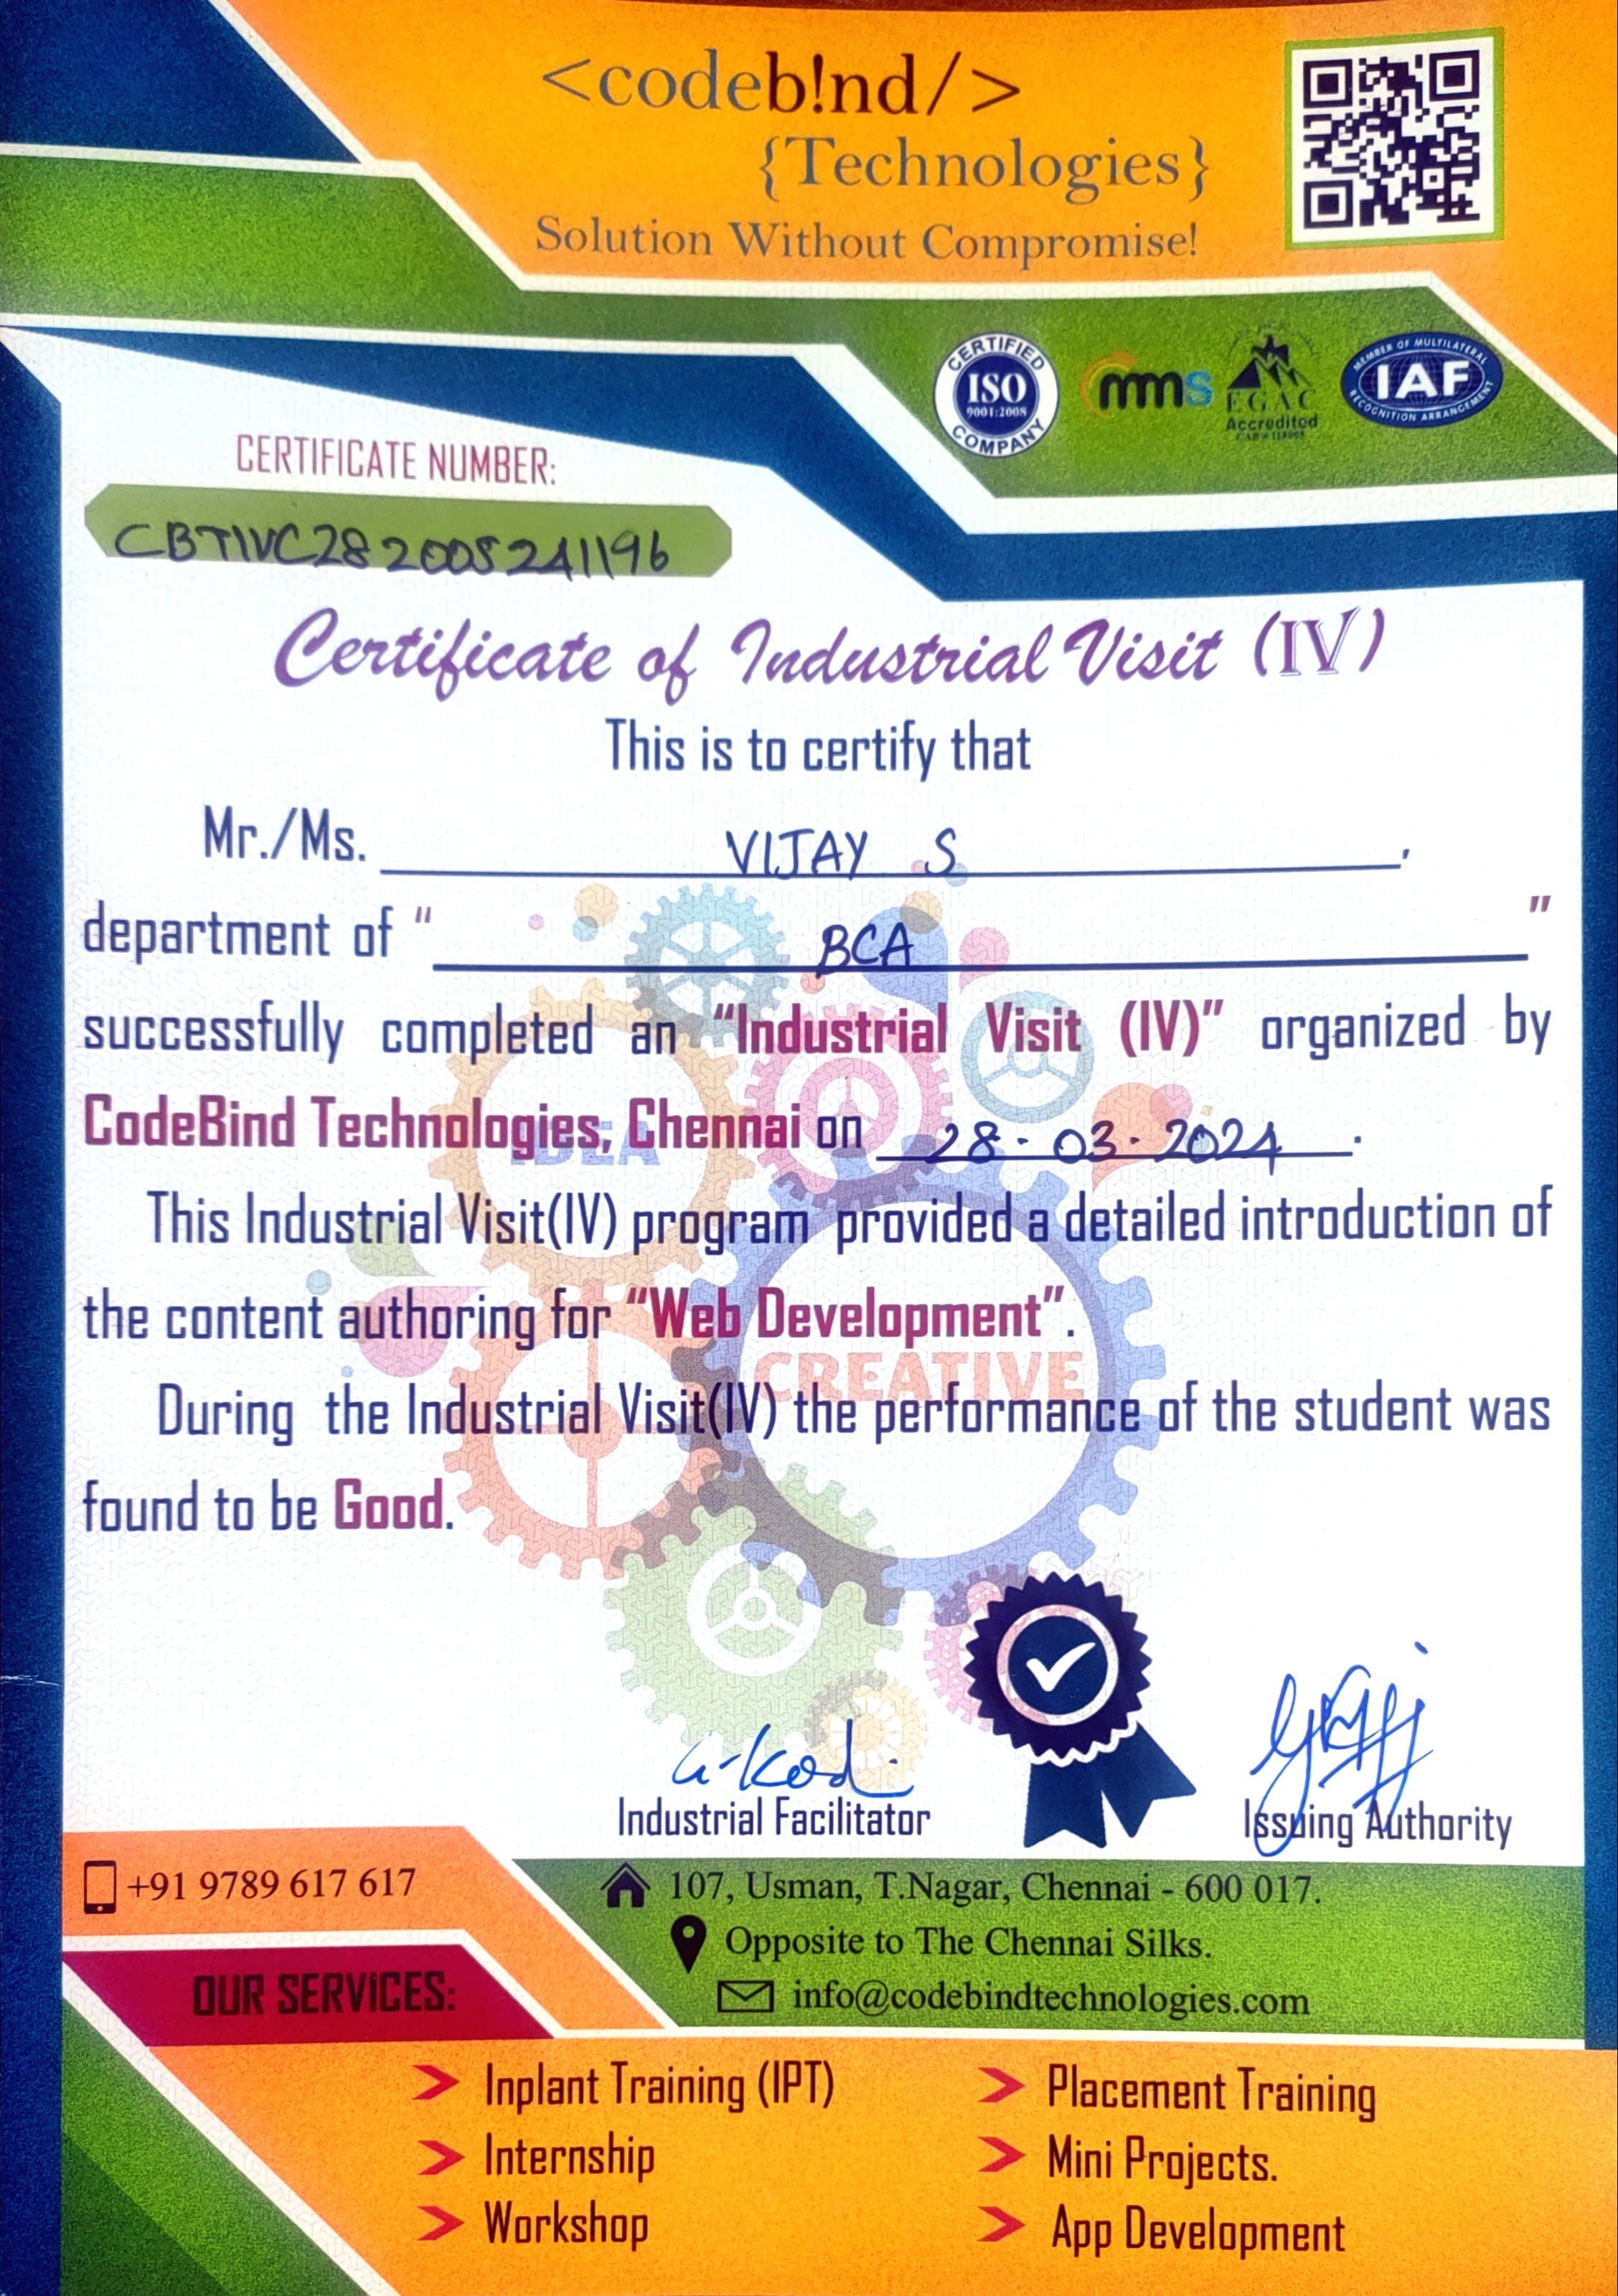 <codeb!nd/>
{Technologies}
Solution Without Compromise!
CERTIFIED
ISO
9001:2008
COMPANY
nms
EGAC
Accredited
MEMBER OF MULTILATERAL
IAF
RECOGNITION ARRANGEMENT
CERTIFICATE NUMBER:
CBTIVC282005241196
Certificate of Industrial Visit (IV)
This is to certify that
Mr./Ms. VIJAY S,
department of " BCA "
successfully completed an "Industrial Visit (IV)" organized by
CodeBind Technologies, Chennai on 28.03.2024.
IDEA
This Industrial Visit(IV) program provided a detailed introduction of
the content authoring for "Web Development".
CREATIVE
During the Industrial Visit(IV) the performance of the student was
found to be Good.
Industrial Facilitator
Issuing Authority
+91 9789 617 617
107, Usman, T.Nagar, Chennai - 600 017.
Opposite to The Chennai Silks.
info@codebindtechnologies.com
OUR SERVICES:
Inplant Training (IPT)
Placement Training
Internship
Mini Projects.
Workshop
App Development